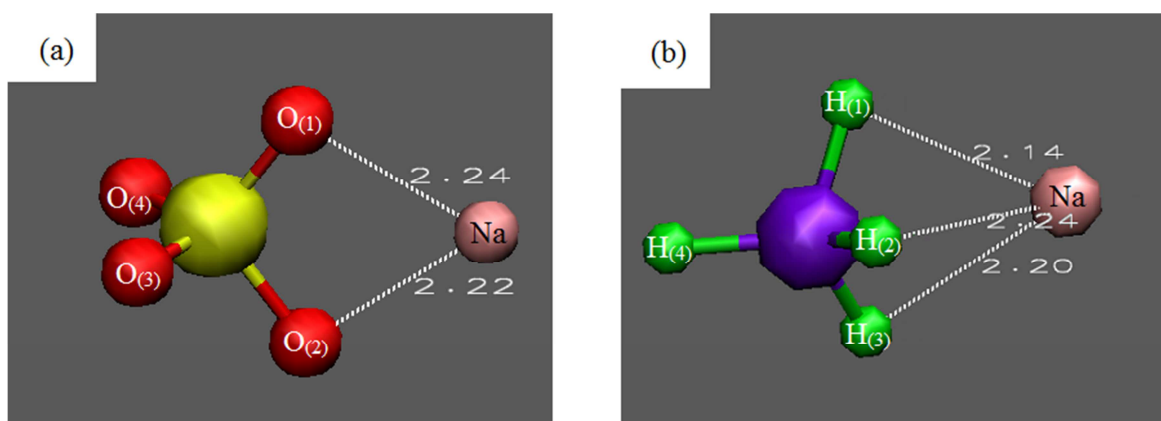 (a)
O(1)
2.24
O(4)
Na
O(3)
2.22
O(2)
(b)
H(1)
2.14
Na
H(2)
2.24
H(4)
2.20
H(3)